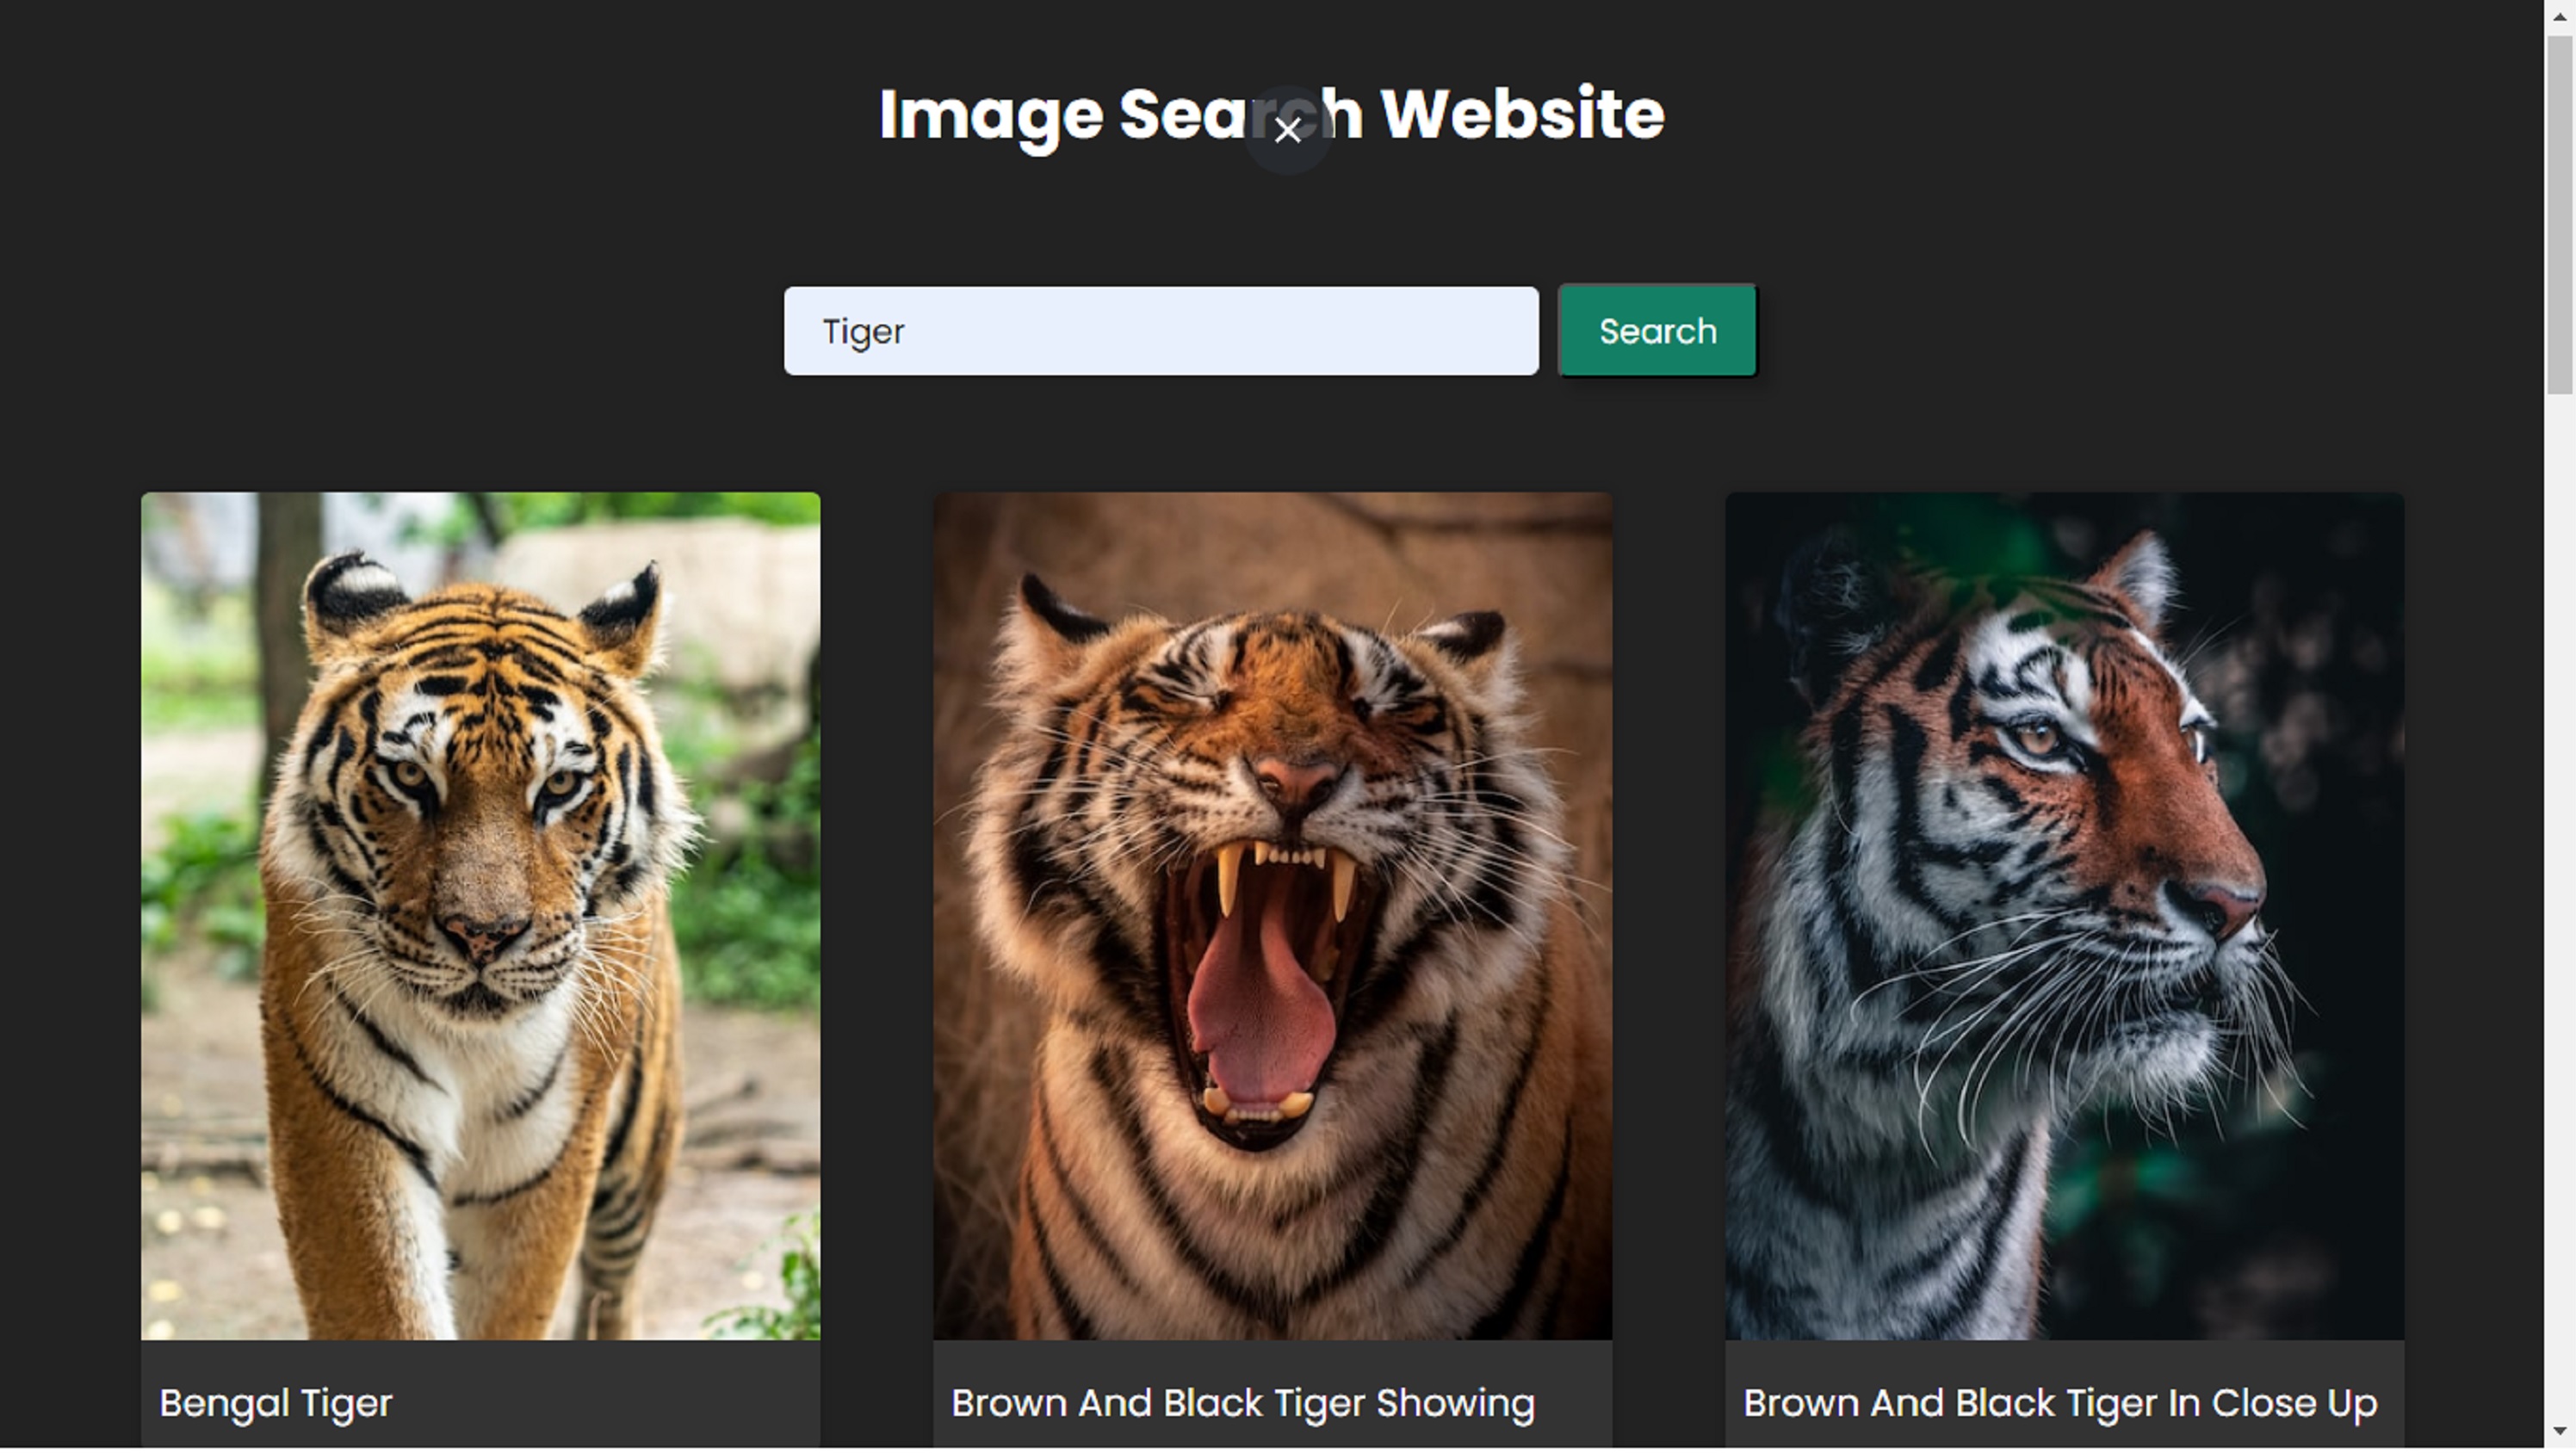 Image Search Website
Tiger
Search
Bengal Tiger
Brown And Black Tiger Showing
Brown And Black Tiger In Close Up